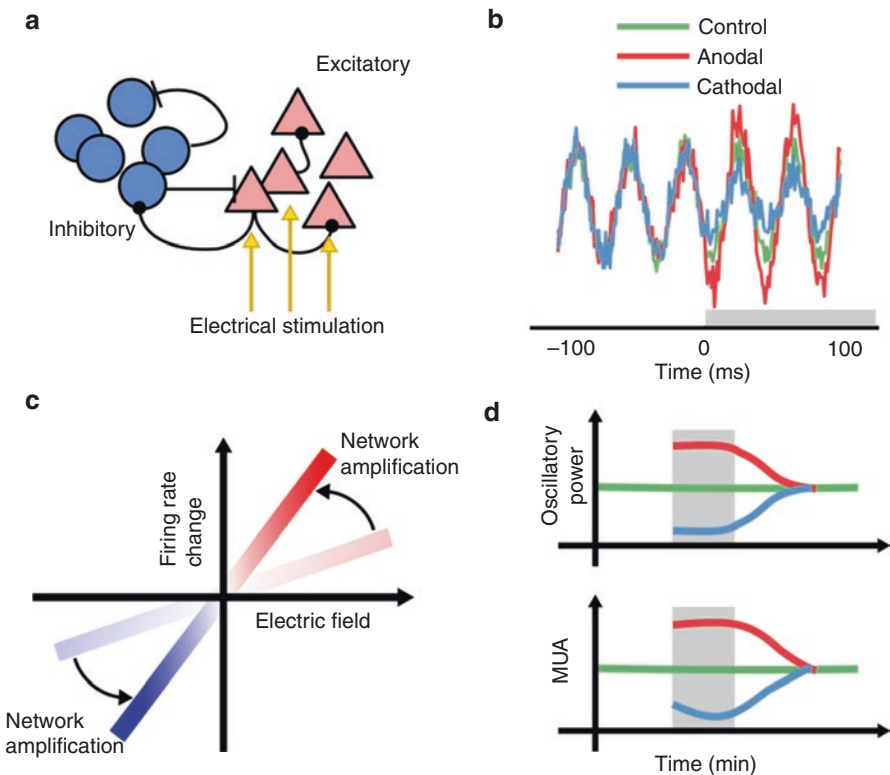 a
Excitatory
Inhibitory
Electrical stimulation
b
Control
Anodal
Cathodal
–100
0
100
Time (ms)
c
Network
amplification
Firing rate
change
Electric field
Network
amplification
d
Oscillatory
power
MUA
Time (min)